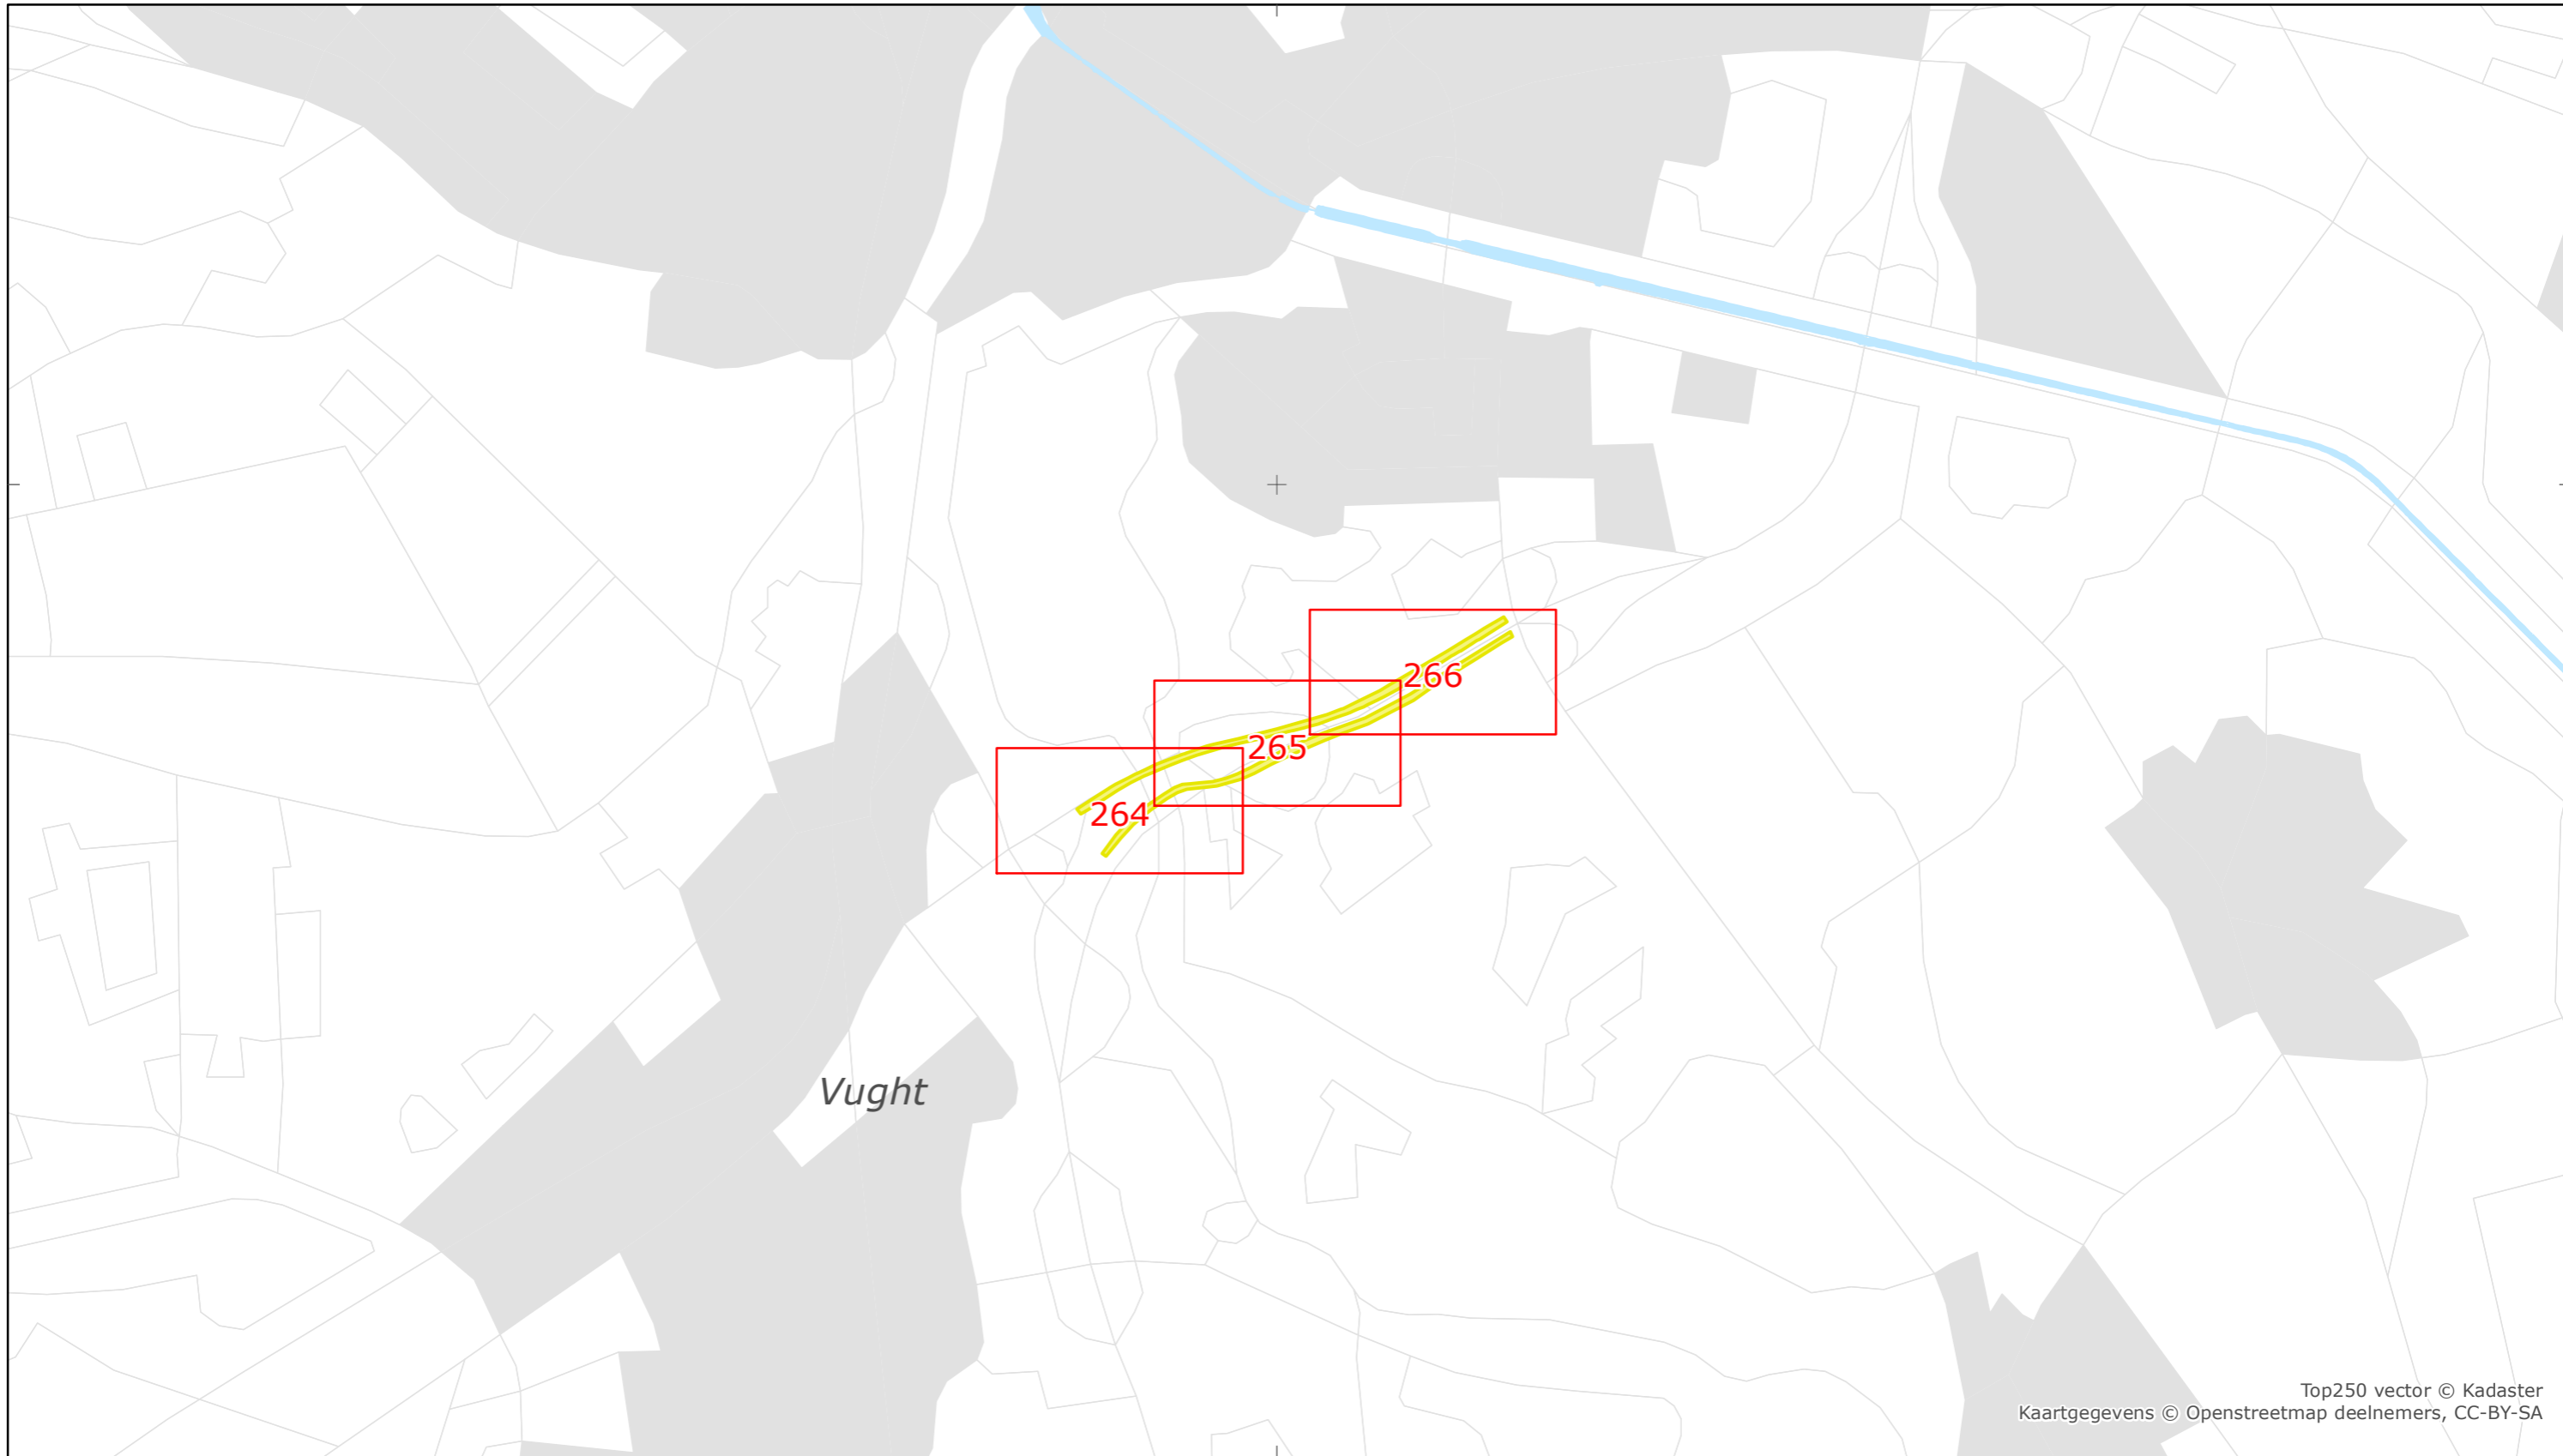 266
265
264
Vught
Top250 vector © Kadaster
Kaartgegevens © Openstreetmap deelnemers, CC-BY-SA